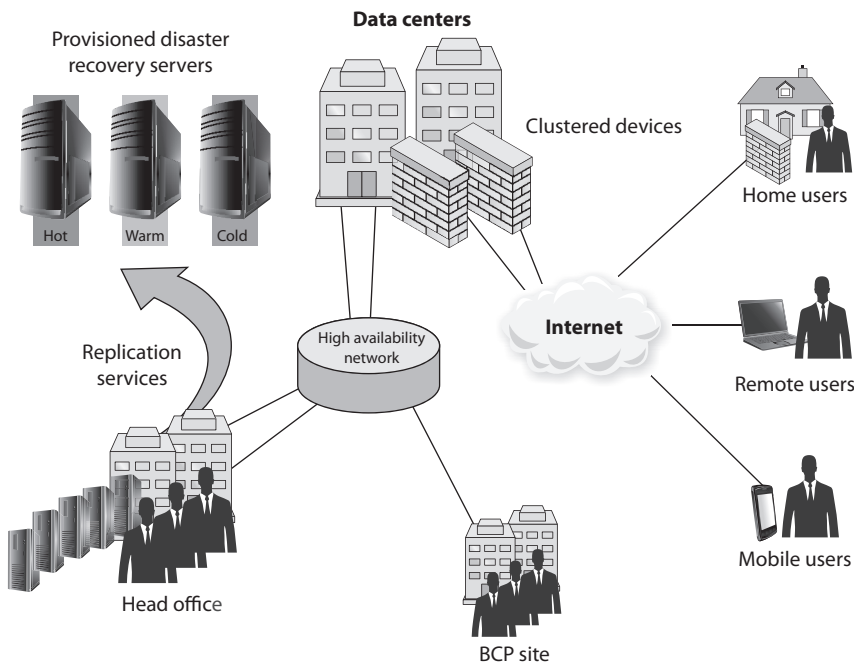 Data centers
Provisioned disaster
recovery servers
Hot
Warm
Cold
Clustered devices
Home users
Internet
High availability
network
Replication
services
Remote users
Mobile users
Head office
BCP site